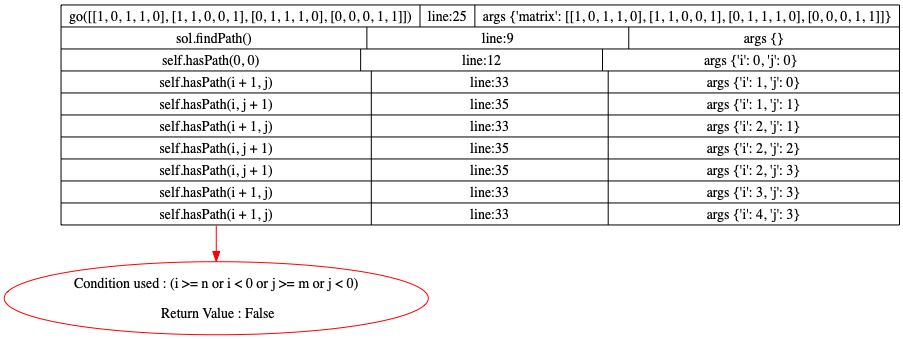 go([[1, 0, 1, 1, 0], [1, 1, 0, 0, 1], [0, 1, 1, 1, 0], [0, 0, 0, 1, 1]]) line:25 args {'matrix': [[1, 0, 1, 1, 0], [1, 1, 0, 0, 1], [0, 1, 1, 1, 0], [0, 0, 0, 1, 1]]}
sol.findPath() line:9 args {}
self.hasPath(0, 0) line:12 args {'i': 0, 'j': 0}
self.hasPath(i + 1, j) line:33 args {'i': 1, 'j': 0}
self.hasPath(i, j + 1) line:35 args {'i': 1, 'j': 1}
self.hasPath(i + 1, j) line:33 args {'i': 2, 'j': 1}
self.hasPath(i, j + 1) line:35 args {'i': 2, 'j': 2}
self.hasPath(i, j + 1) line:35 args {'i': 2, 'j': 3}
self.hasPath(i + 1, j) line:33 args {'i': 3, 'j': 3}
self.hasPath(i + 1, j) line:33 args {'i': 4, 'j': 3}
Condition used : (i >= n or i < 0 or j >= m or j < 0)
Return Value : False